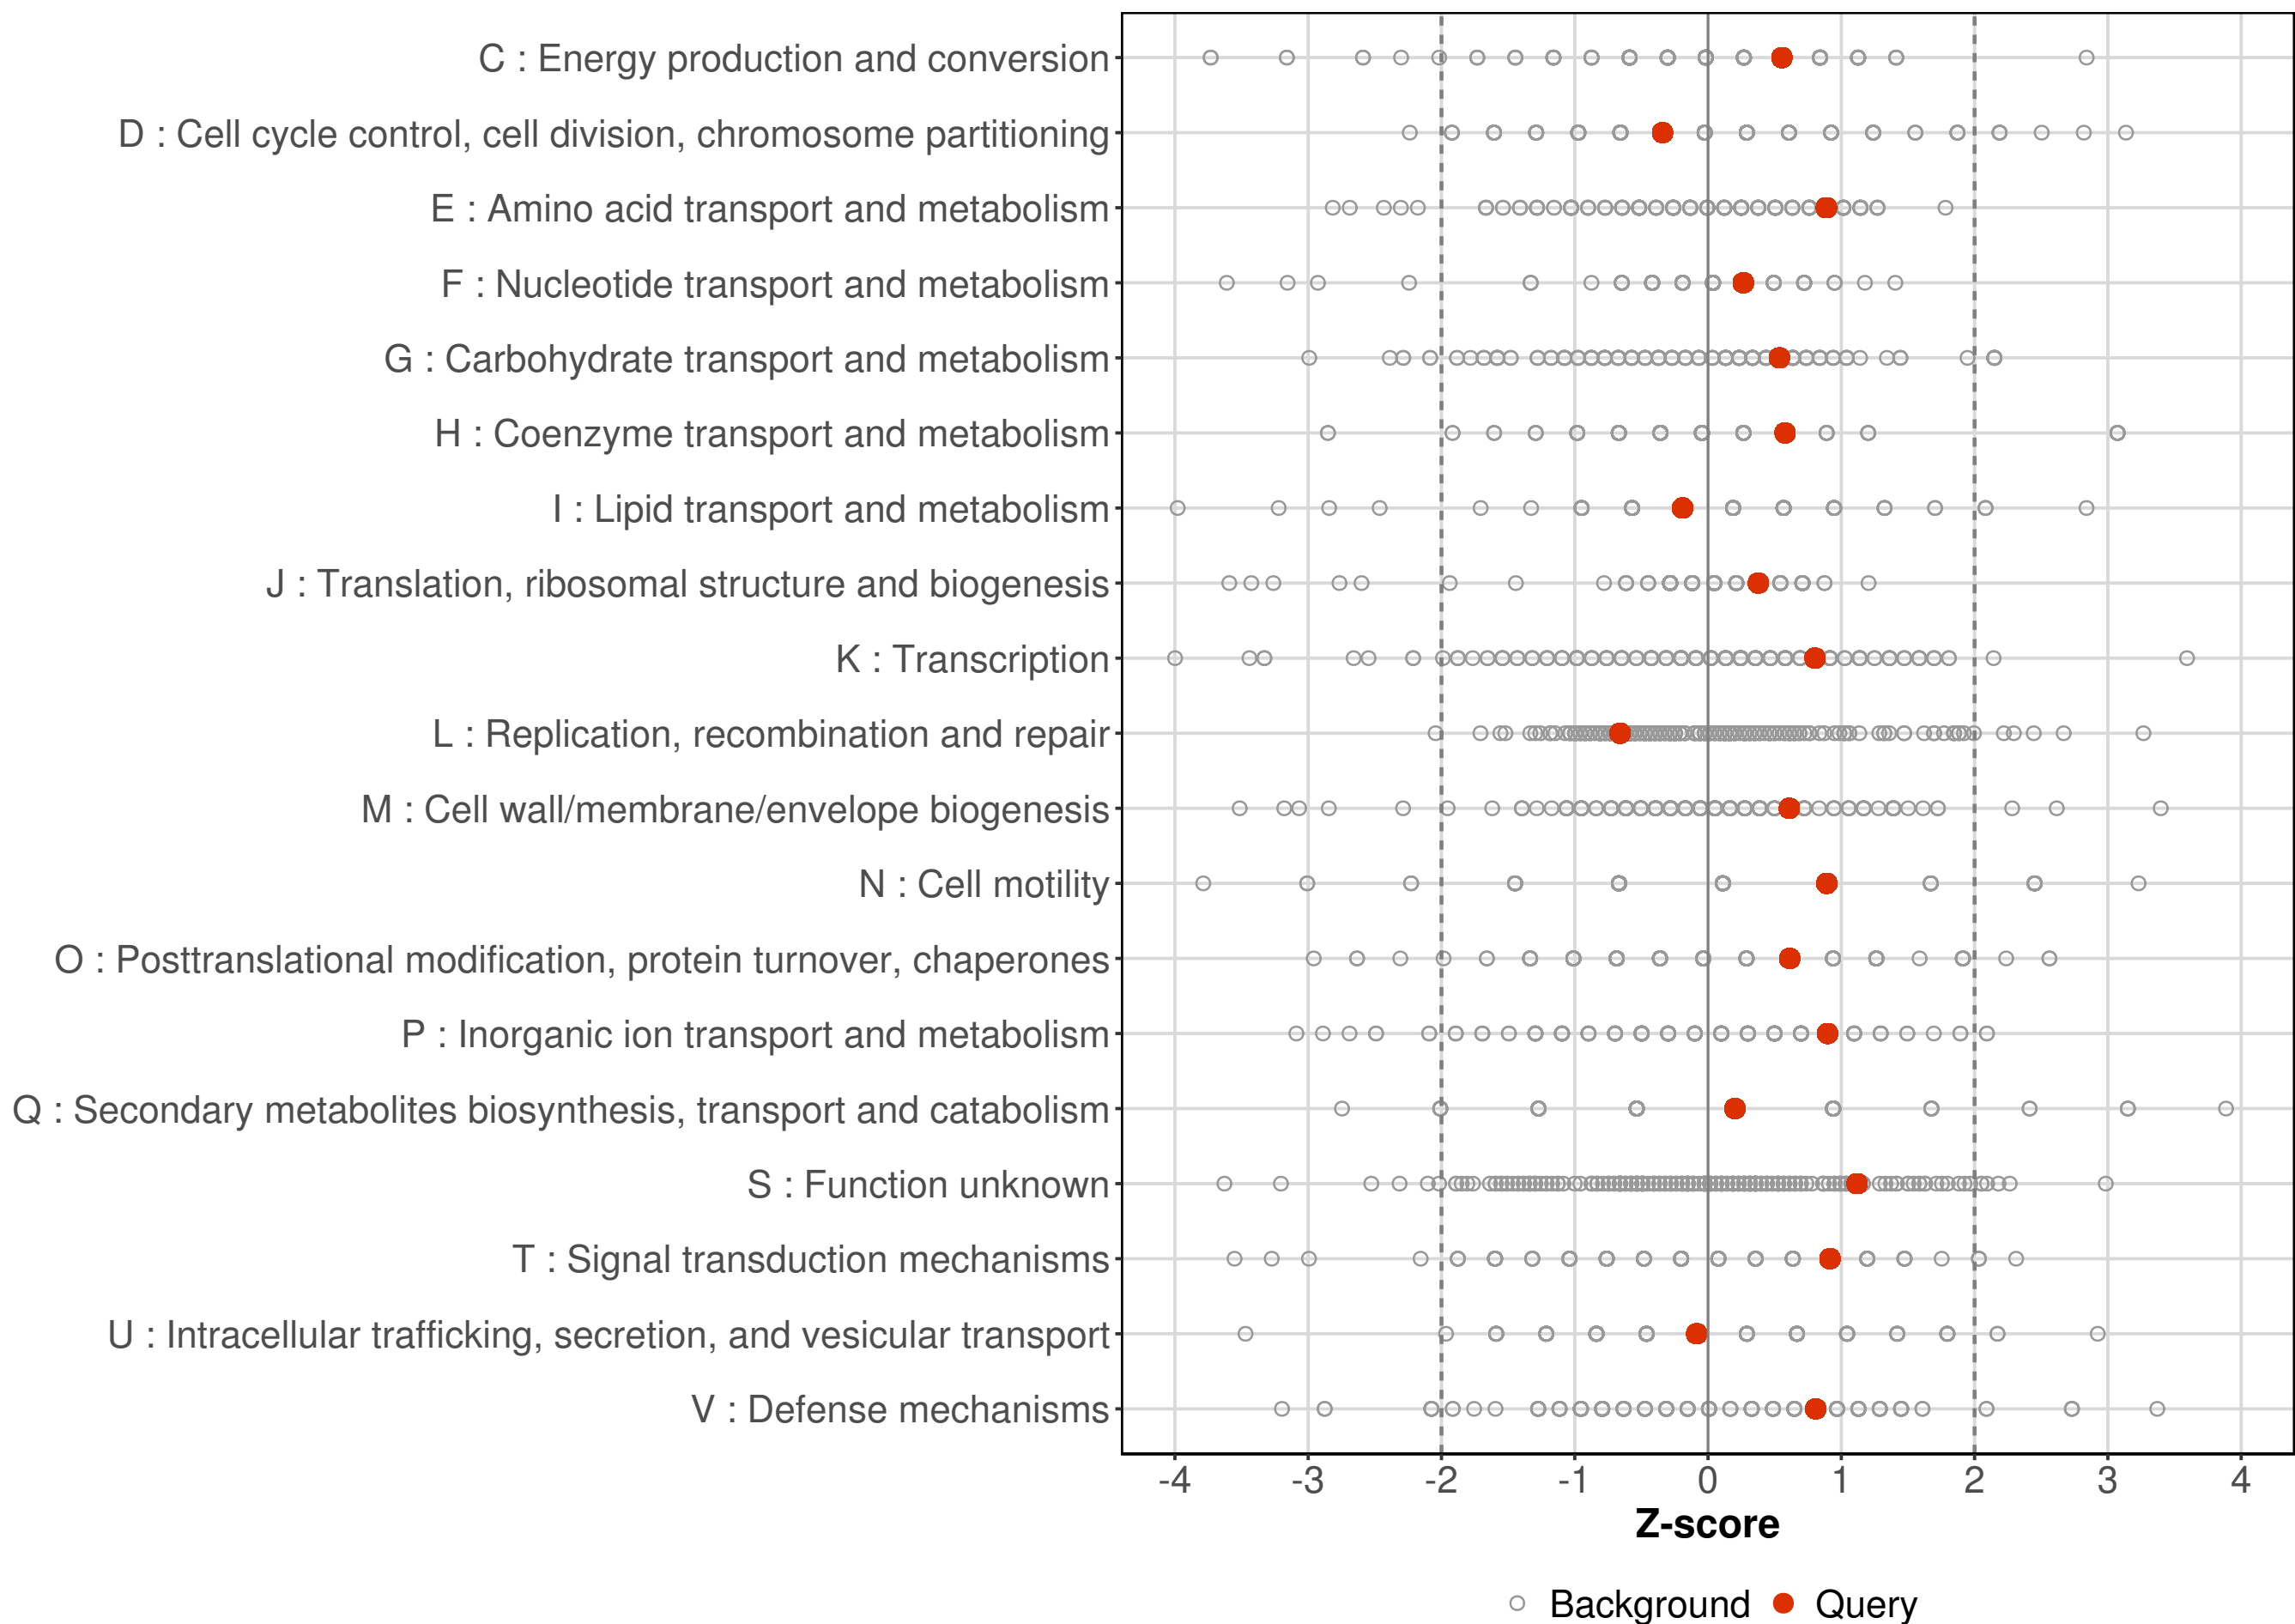 C : Energy production and conversion
D : Cell cycle control, cell division, chromosome partitioning
E : Amino acid transport and metabolism
F : Nucleotide transport and metabolism
G : Carbohydrate transport and metabolism
H : Coenzyme transport and metabolism
I : Lipid transport and metabolism
J : Translation, ribosomal structure and biogenesis
K : Transcription
L : Replication, recombination and repair
M : Cell wall/membrane/envelope biogenesis
N : Cell motility
O : Posttranslational modification, protein turnover, chaperones
P : Inorganic ion transport and metabolism
Q : Secondary metabolites biosynthesis, transport and catabolism
S : Function unknown
T : Signal transduction mechanisms
U : Intracellular trafficking, secretion, and vesicular transport
V : Defense mechanisms
-4 -3 -2 -1 0 1 2 3 4
Z-score
Background Query